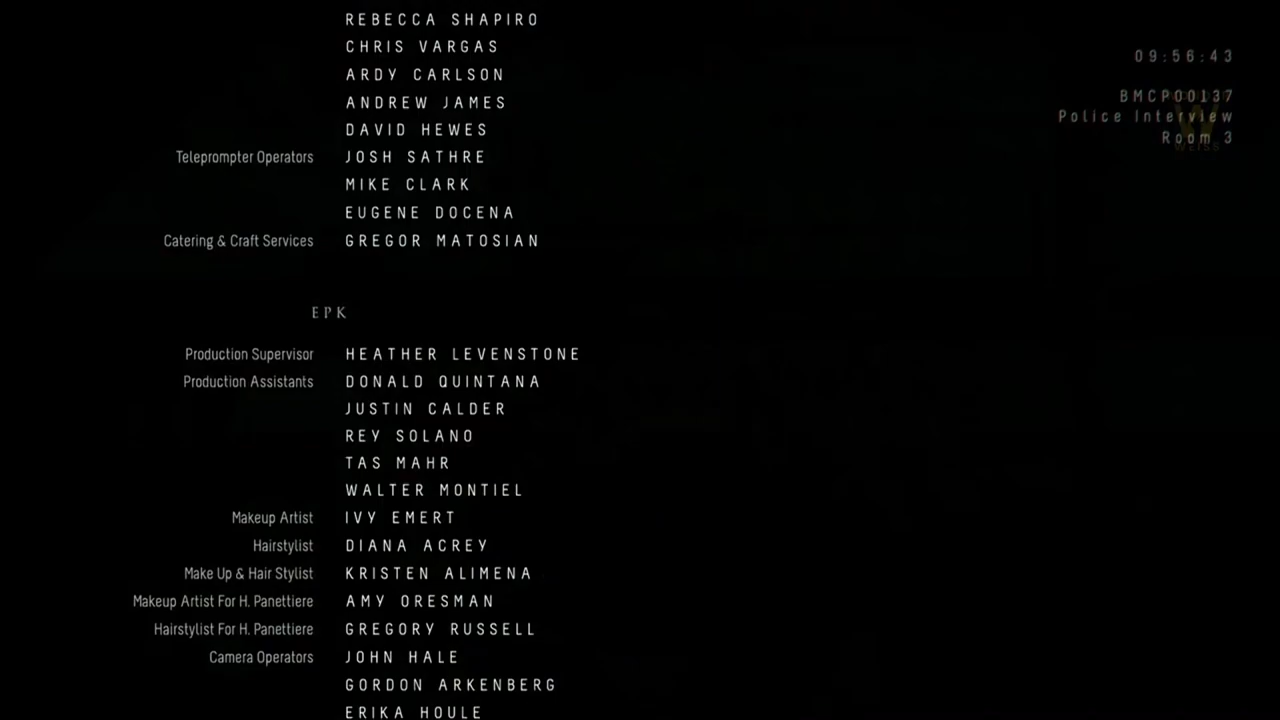 REBECCA SHAPIRO
CHRIS VARGAS
09:56:43
ARDY CARLSON
BMCP00137
ANDREW JAMES
Police Interview
DAVID HEWES
Room 3
WEISS
Teleprompter Operators JOSH SATHRE
MIKE CLARK
EUGENE DOCENA
Catering & Craft Services GREGOR MATOSIAN
EPK
Production Supervisor HEATHER LEVENSTONE
Production Assistants DONALD QUINTANA
JUSTIN CALDER
REY SOLANO
TAS MAHR
WALTER MONTIEL
Makeup Artist IVY EMERT
Hairstylist DIANA ACREY
Make Up & Hair Stylist KRISTEN ALIMENA
Makeup Artist For H. Panettiere AMY ORESMAN
Hairstylist For H. Panettiere GREGORY RUSSELL
Camera Operators JOHN HALE
GORDON ARKENBERG
ERIKA HOULE